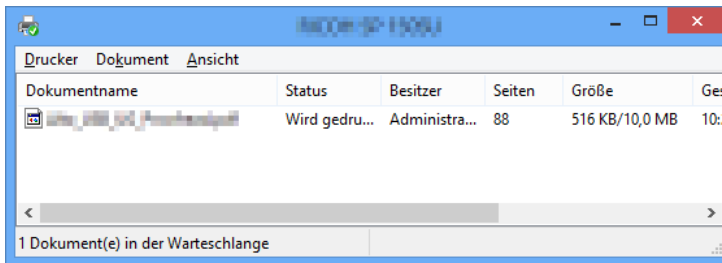 Drucker Dokument Ansicht
Dokumentname Status Besitzer Seiten Größe Ges
Wird gedru... Administra... 88 516 KB/10,0 MB 10:
1 Dokument(e) in der Warteschlange